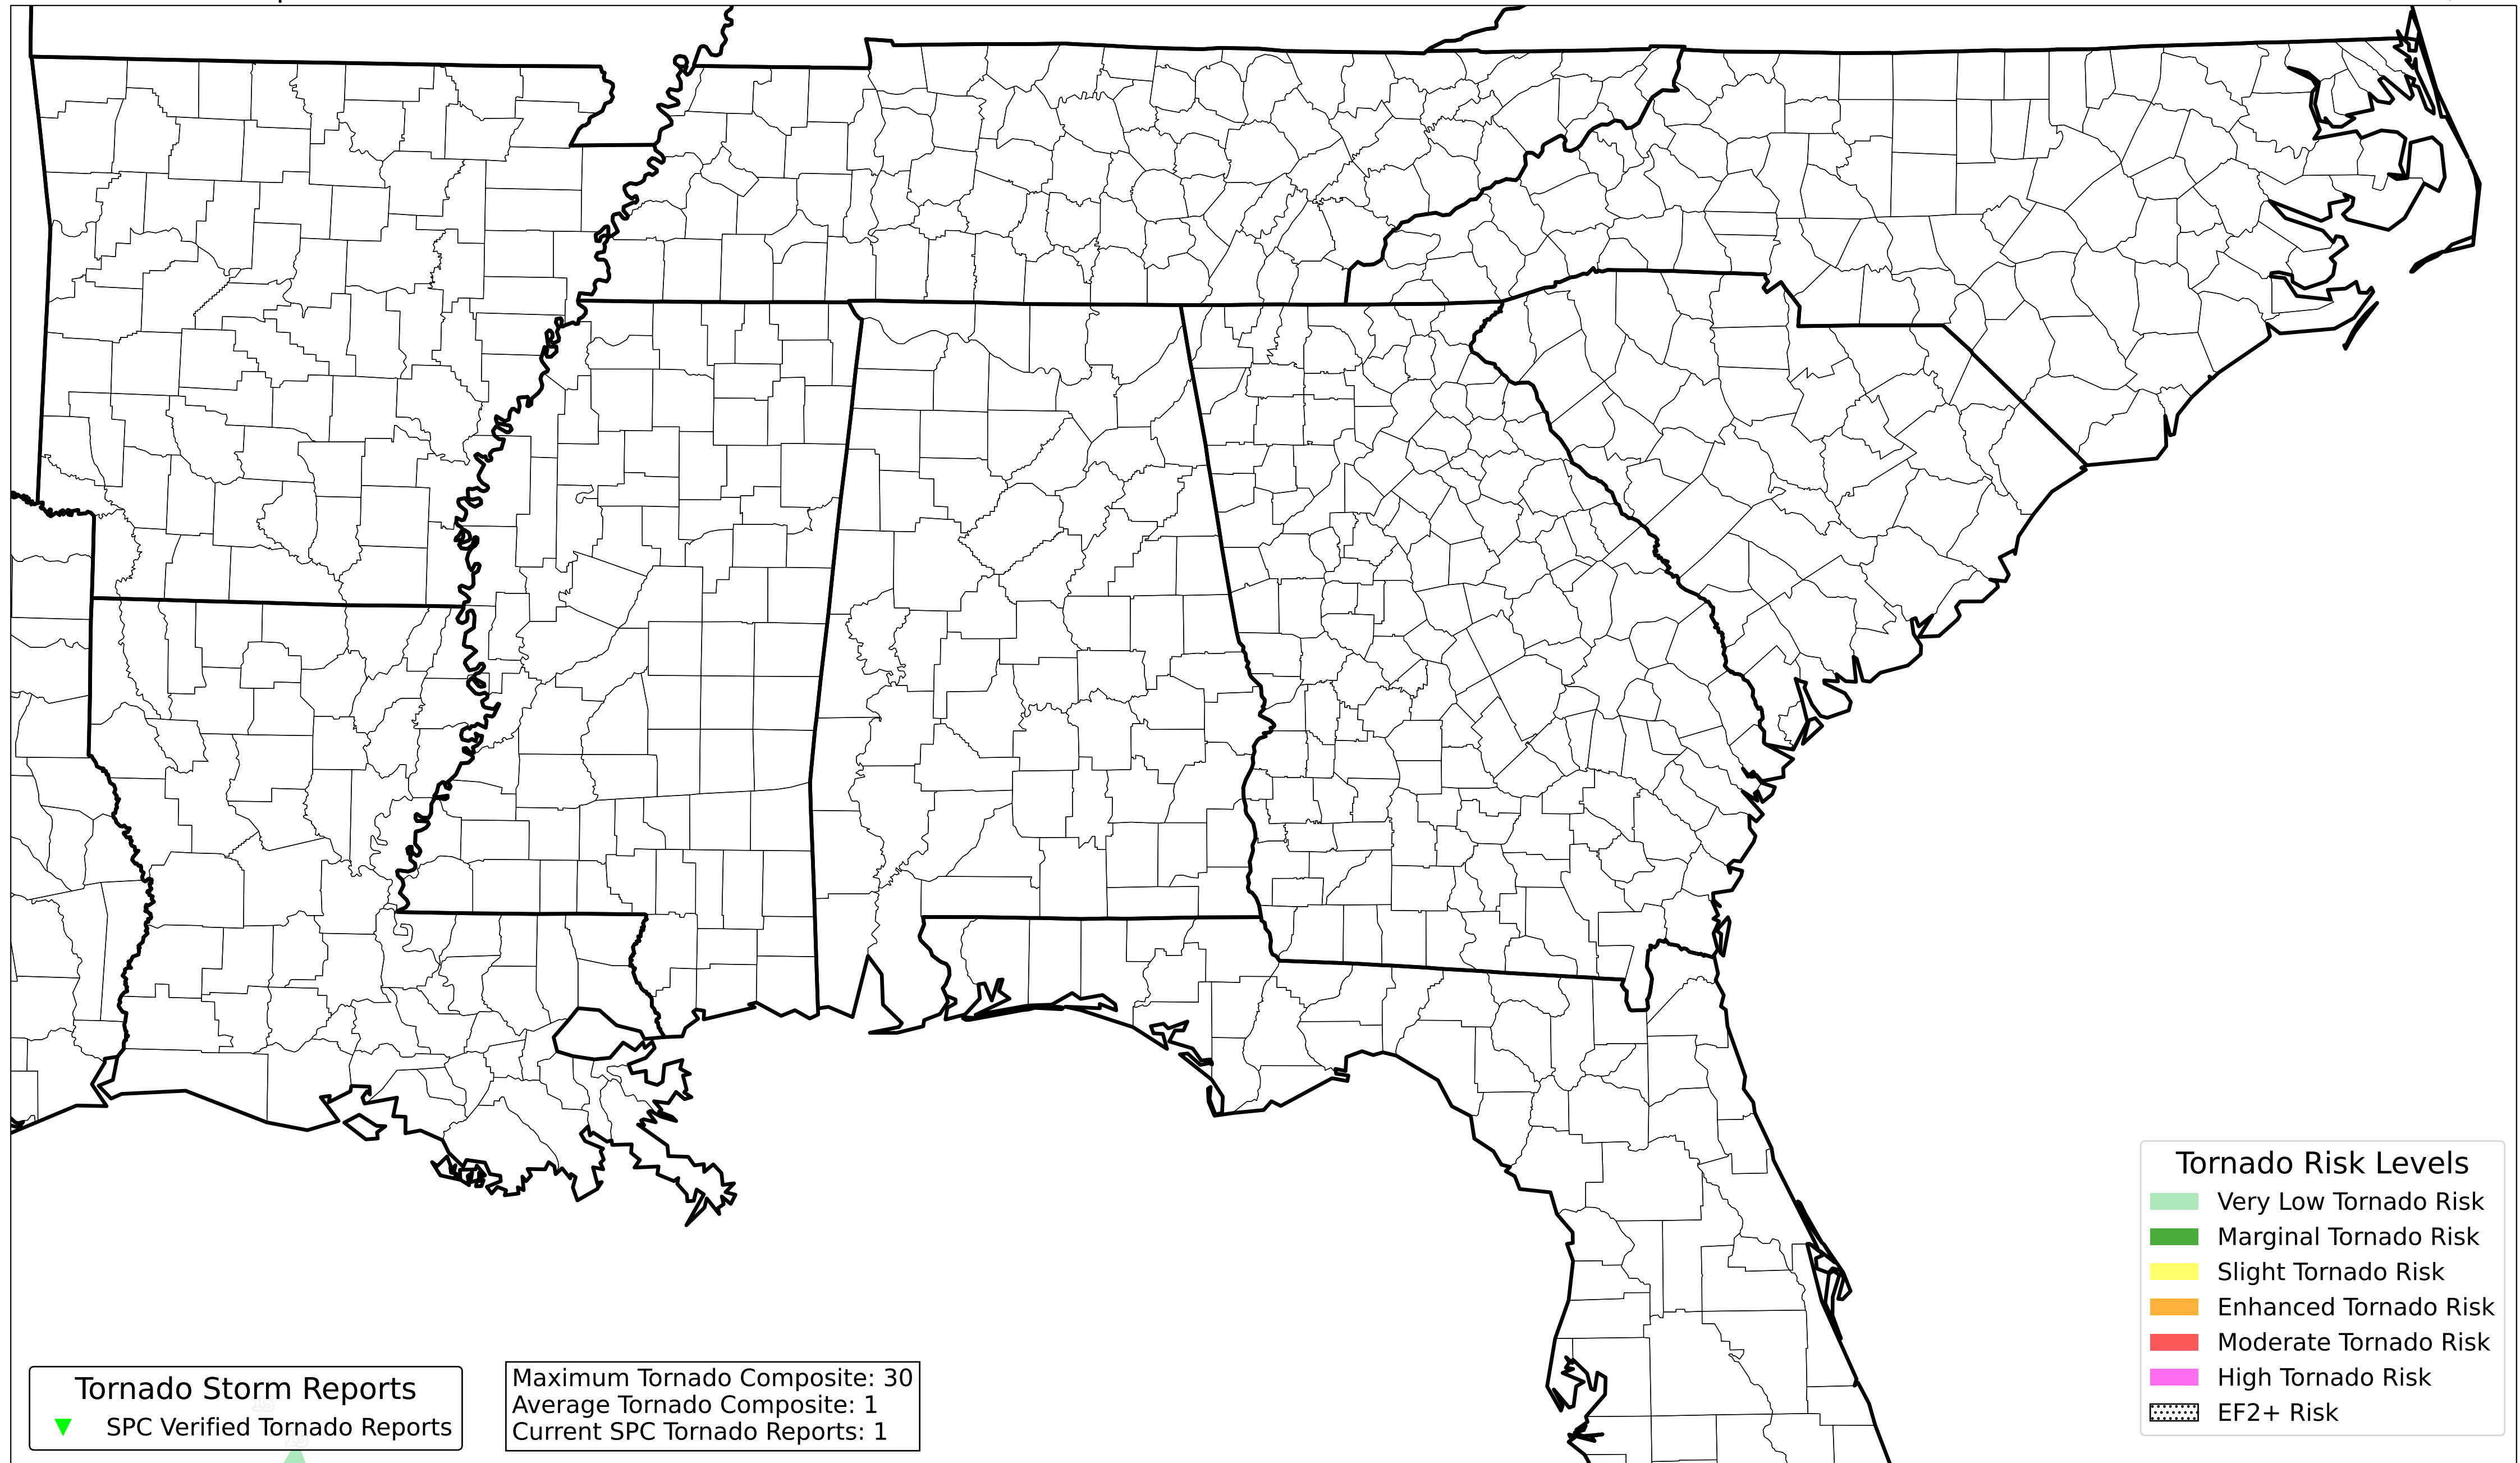 Tornado Risk Levels
Very Low Tornado Risk
Marginal Tornado Risk
Slight Tornado Risk
Enhanced Tornado Risk
Moderate Tornado Risk
High Tornado Risk
EF2+ Risk
Tornado Storm Reports
SPC Verified Tornado Reports
Maximum Tornado Composite: 30
Average Tornado Composite: 1
Current SPC Tornado Reports: 1